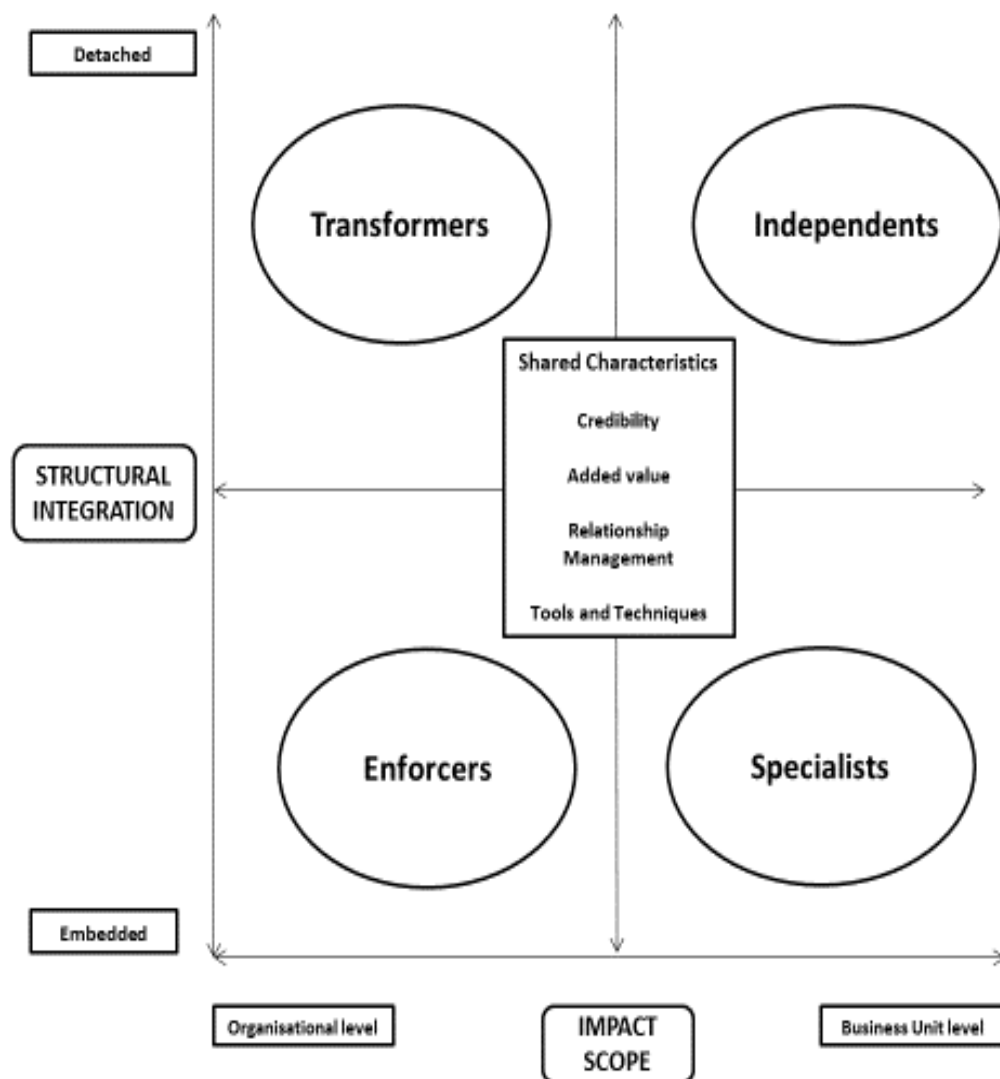 Detached
Transformers
Independents
Shared Characteristics
Credibility
Added value
Relationship
Management
Tools and Techniques
STRUCTURAL
INTEGRATION
Enforcers
Specialists
Embedded
Organisational level
IMPACT
SCOPE
Business Unit level